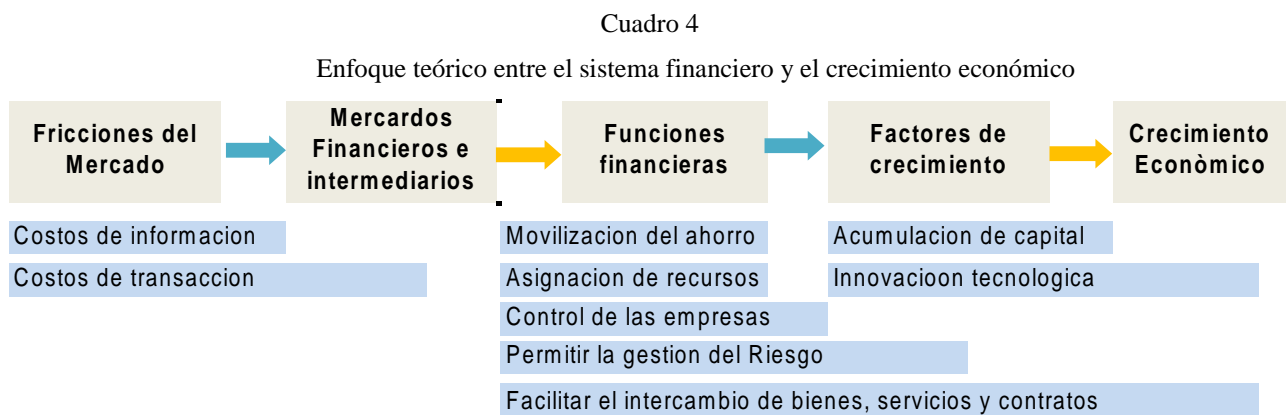 Cuadro 4
Enfoque teórico entre el sistema financiero y el crecimiento económico
Fricciones del
Mercado
Mercardos
Financieros e
intermediarios
Funciones
financieras
Factores de
crecimiento
Crecimiento
Econòmico
Costos de informacion
Costos de transaccion
Movilizacion del ahorro
Asignacion de recursos
Control de las empresas
Permitir la gestion del Riesgo
Facilitar el intercambio de bienes, servicios y contratos
Acumulacion de capital
Innovacioon tecnologica